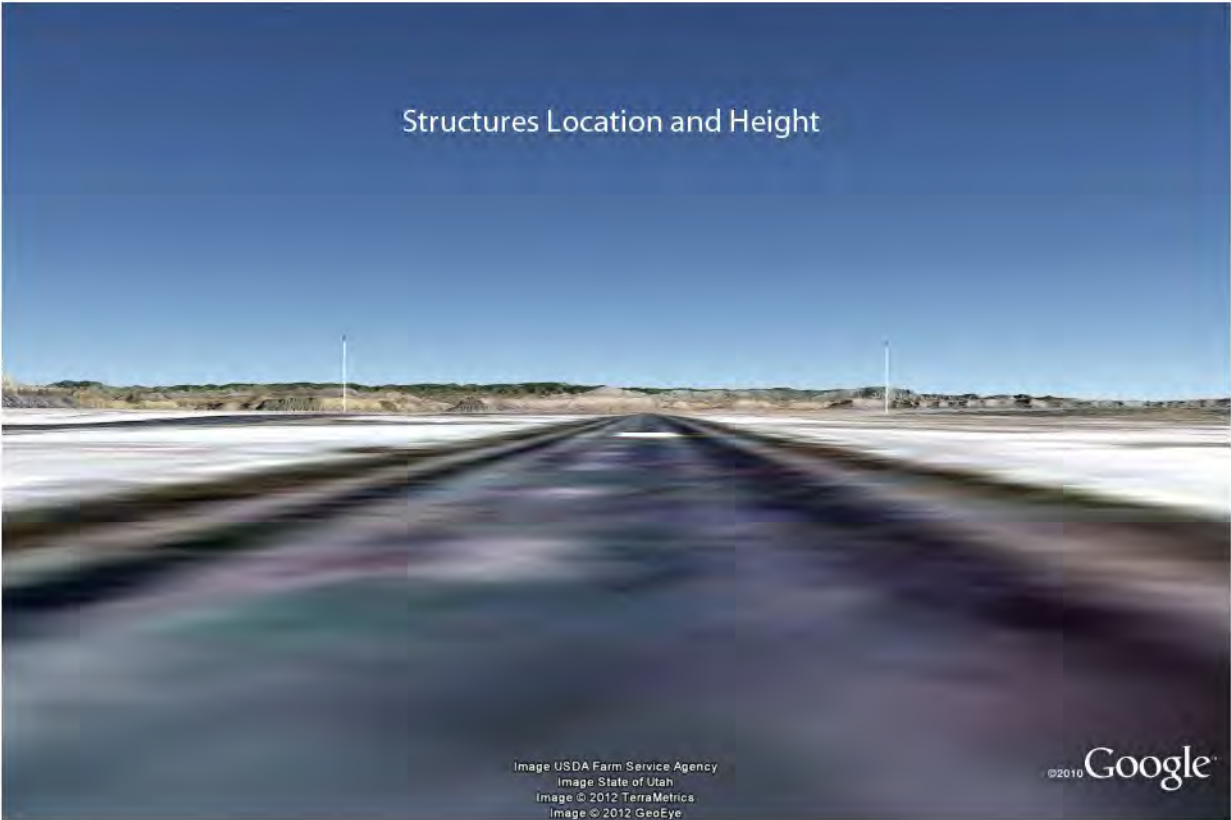 Structures Location and Height
Image USDA Farm Service Agency
Image State of Utah
Image © 2012 TerraMetrics
Image © 2012 GeoEye
©2010 Google